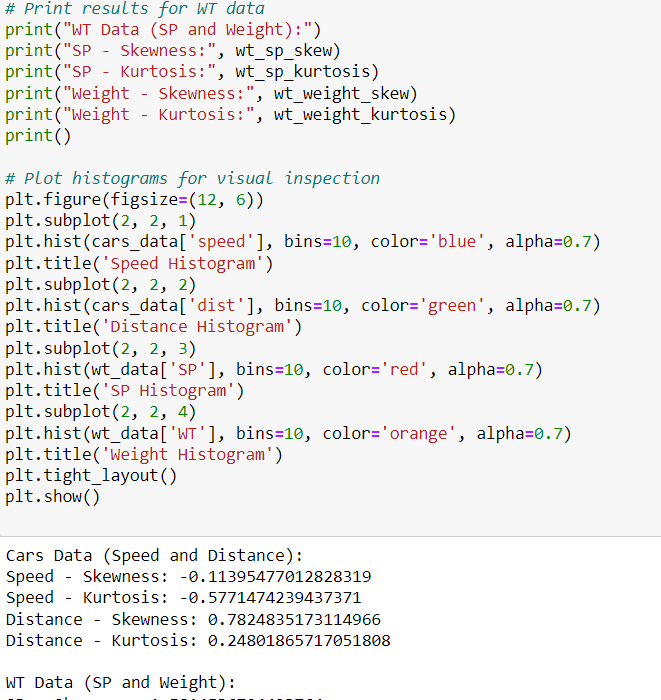 # Print results for WT data
print("WT Data (SP and Weight):")
print("SP - Skewness:", wt_sp_skew)
print("SP - Kurtosis:", wt_sp_kurtosis)
print("Weight - Skewness:", wt_weight_skew)
print("Weight - Kurtosis:", wt_weight_kurtosis)
print()

# Plot histograms for visual inspection
plt.figure(figsize=(12, 6))
plt.subplot(2, 2, 1)
plt.hist(cars_data['speed'], bins=10, color='blue', alpha=0.7)
plt.title('Speed Histogram')
plt.subplot(2, 2, 2)
plt.hist(cars_data['dist'], bins=10, color='green', alpha=0.7)
plt.title('Distance Histogram')
plt.subplot(2, 2, 3)
plt.hist(wt_data['SP'], bins=10, color='red', alpha=0.7)
plt.title('SP Histogram')
plt.subplot(2, 2, 4)
plt.hist(wt_data['WT'], bins=10, color='orange', alpha=0.7)
plt.title('Weight Histogram')
plt.tight_layout()
plt.show()

Cars Data (Speed and Distance):
Speed - Skewness: -0.11395477012828319
Speed - Kurtosis: -0.5771474239437371
Distance - Skewness: 0.7824835173114966
Distance - Kurtosis: 0.24801865717051808

WT Data (SP and Weight):